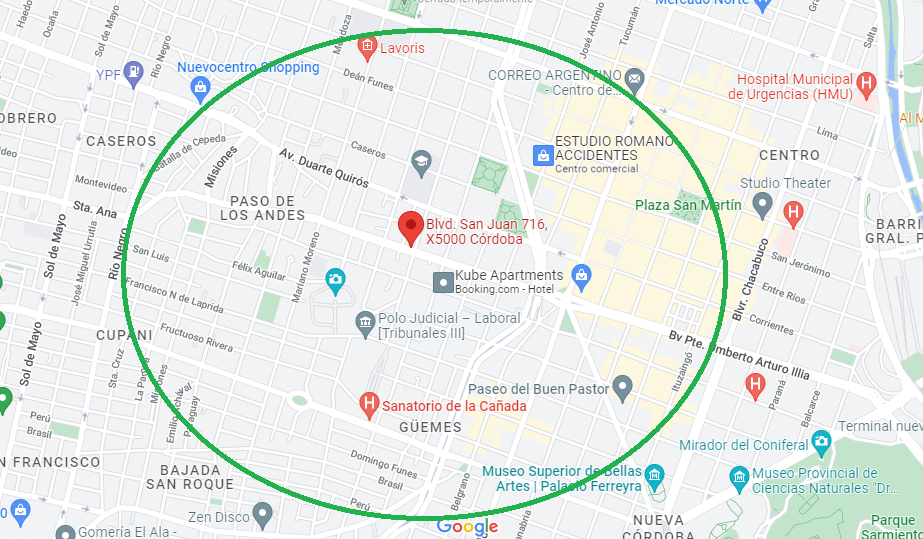 Haedo
Ocaña
Sol de Mayo
Río Negro
Mendoza
José Antonio
Tucumán
Mercado Norte
Salta
Lavoris
YPF
Nuevocentro Shopping
Deán Funes
CORREO ARGENTINO
- Centro de...
Hospital Municipal
de Urgencias (HMU)
OBRERO
CASEROS
Batalla de Cepeda
Misiones
Caseros
Av. Duarte Quirós
ESTUDIO ROMANO
ACCIDENTES
Centro comercial
Lima
Al M
CENTRO
Studio Theater
Montevideo
Sta. Ana
PASO DE
LOS ANDES
Plaza San Martín
Blvd. San Juan 716,
X5000 Córdoba
BARRI
GRAL. P
Sol de Mayo
José Miguel Urrutia
Río Negro
San Luis
Félix Aguilar
Mariano Moreno
Kube Apartments
Booking.com - Hotel
Blvr. Chacabuco
San Jerónimo
Entre Ríos
Corrientes
Francisco N de Laprida
Fructuoso Rivera
CUPANI
Polo Judicial – Laboral
[Tribunales III]
Bv Pte. Umberto Arturo Illia
Sol de Mayo
Sta. Cruz
La Pampa
Misiones
Paraguay
Ituzaingó
Paraná
Balcarce
Paseo del Buen Pastor
Sanatorio de la Cañada
GÜEMES
Perú
Brasil
Terminal nuev
Mirador del Coniferal
N FRANCISCO
BAJADA
SAN ROQUE
Domingo Funes
Brasil
Perú
Belgrano
Museo Superior de Bellas
Artes | Palacio Ferreyra
Museo Provincial de
Ciencias Naturales "Dr...
Zen Disco
Gomería El Ala -
Google
NUEVA
CÓRDOBA
Parque
Sarmiento